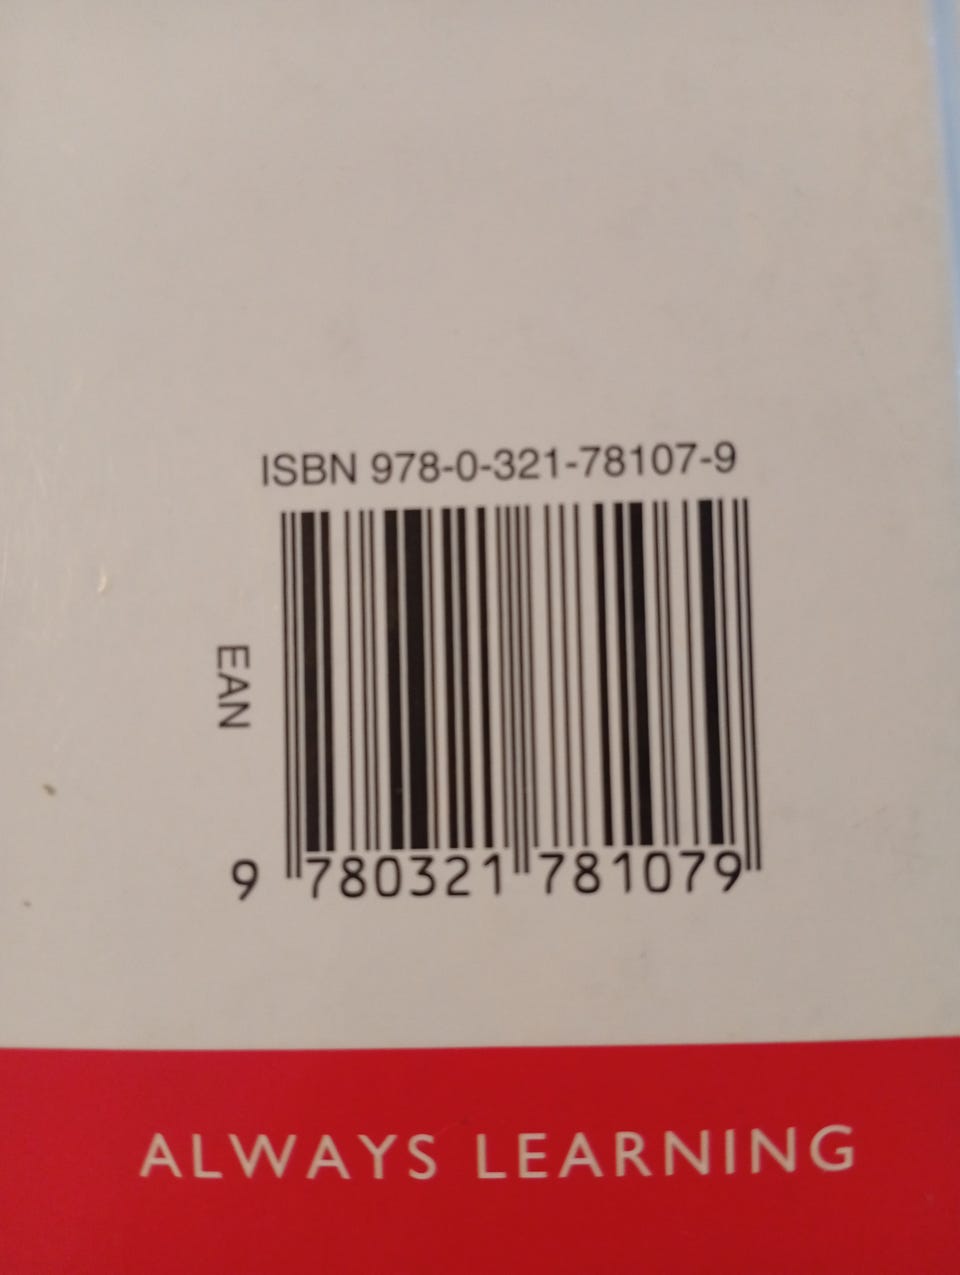 ISBN 978-0-321-78107-9
EAN
9 780321 781079
ALWAYS LEARNING